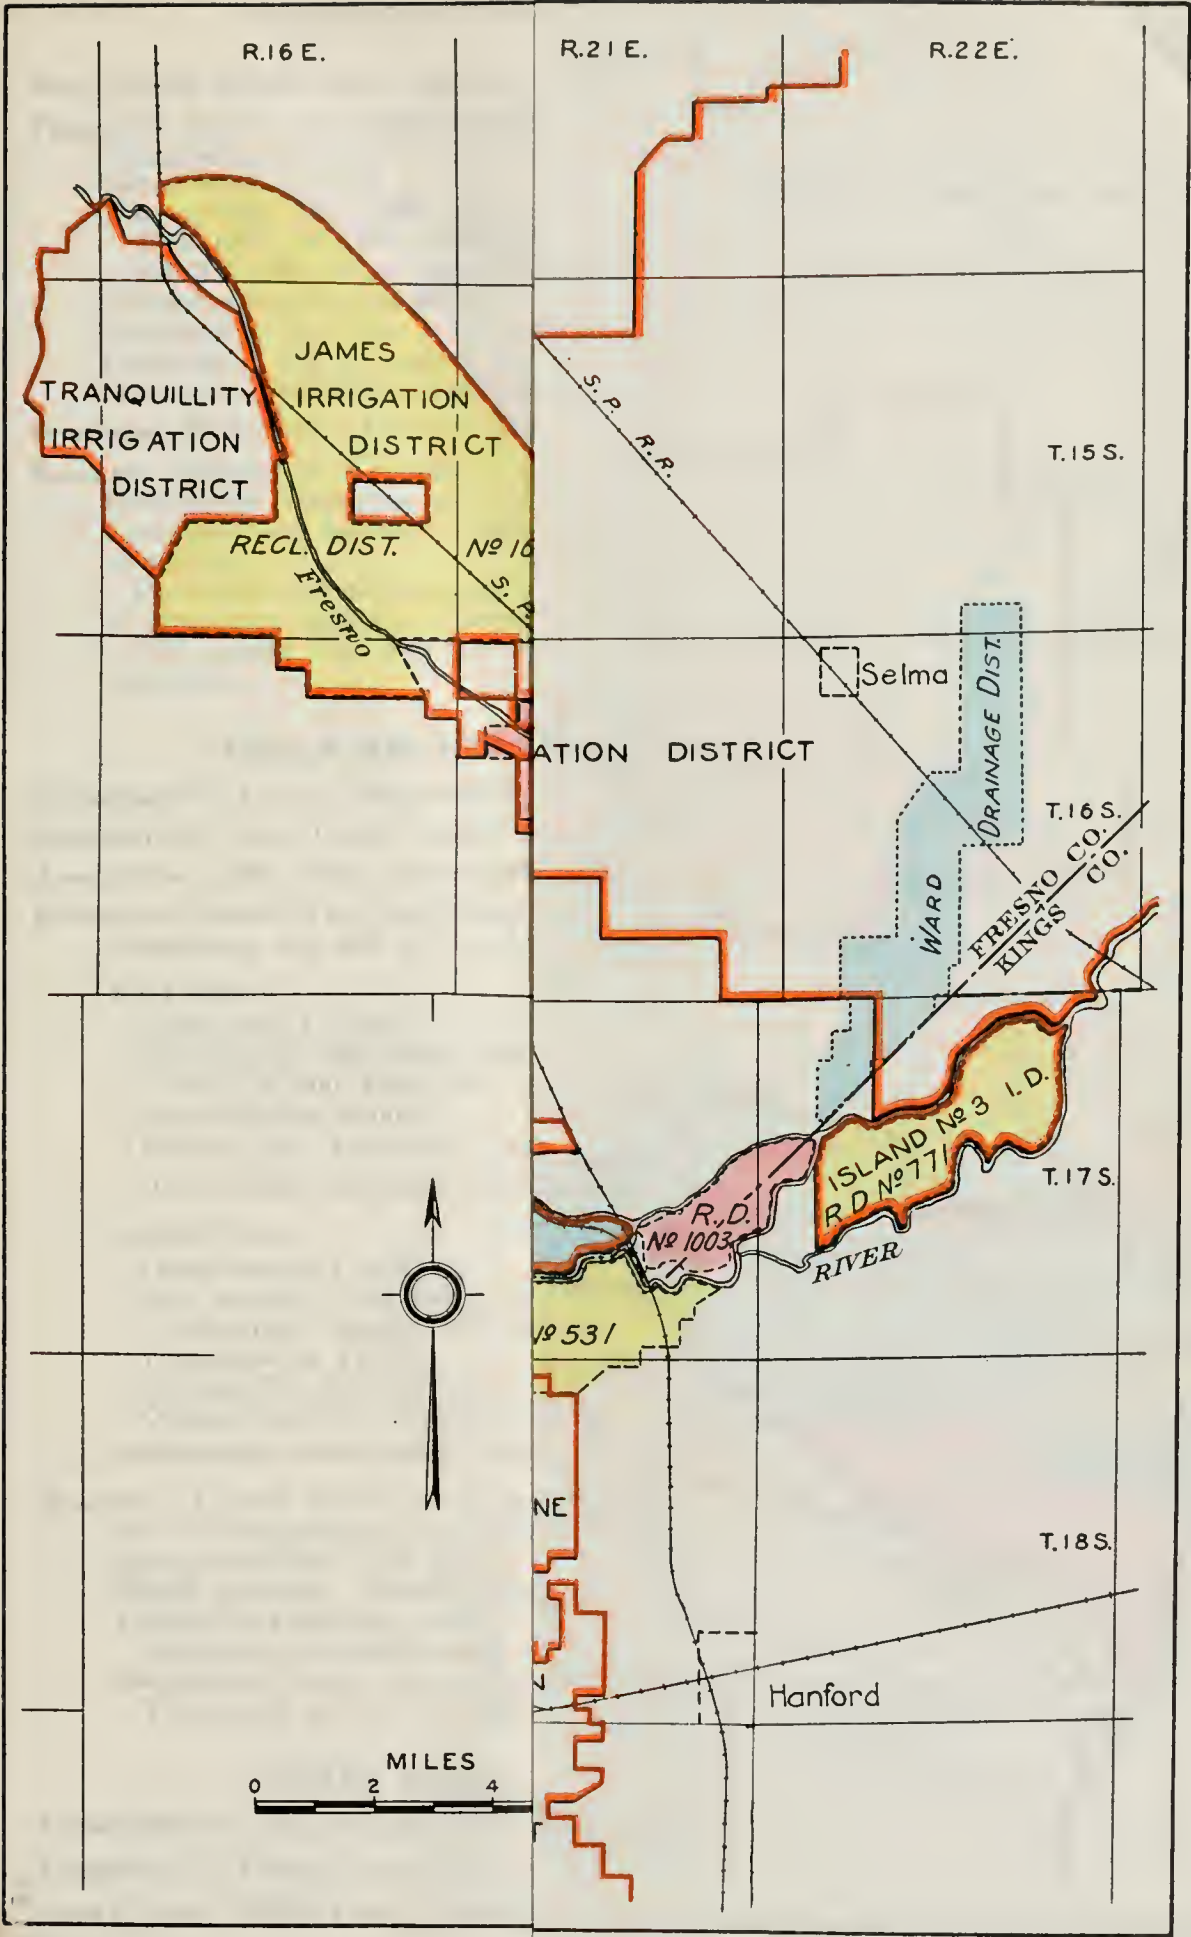 R.16 E.
R.21 E.
R.22 E.
JAMES
TRANQUILLITY
IRRIGATION
IRRIGATION
DISTRICT
DISTRICT
RECL. DIST.
Nº 16
Fresno
S. P.
S. P. R. R.
T.15 S.
Selma
ATION DISTRICT
WARD DRAINAGE DIST.
T.16 S.
FRESNO CO.
KINGS CO.
ISLAND Nº 3 I. D.
R D Nº 771
T.17 S.
R. D.
Nº 1003
RIVER
Nº 531
NE
T.18 S.
N
Hanford
MILES
0 2 4